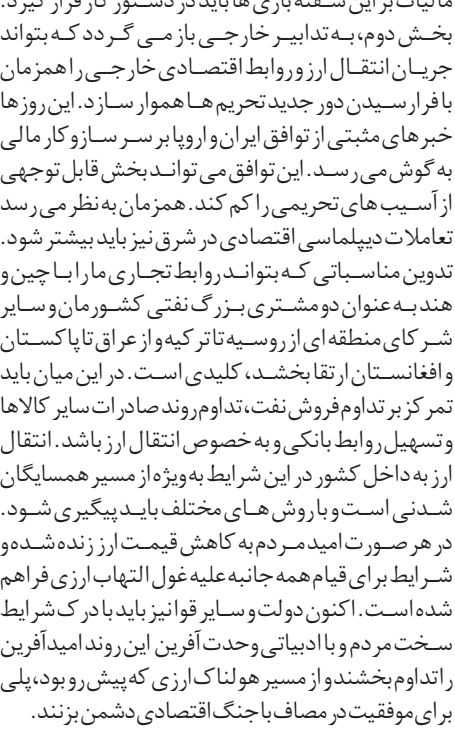 مالیات بر این سفته بازی ها باید در دستور کار قرار گیرد.
بخش دوم، به تدابیر خارجی باز می گردد که بتواند
جریان انتقال ارز و روابط اقتصادی خارجی را همزمان
با فرا رسیدن دور جدید تحریم ها هموار سازد. این روزها
خبرهای مثبتی از توافق ایران و اروپا بر سر سازوکار مالی
به گوش می رسد. این توافق می تواند بخش قابل توجهی
از آسیب های تحریمی را کم کند. همزمان به نظر می رسد
تعاملات دیپلماسی اقتصادی در شرق نیز باید بیشتر شود.
تدوین مناسباتی که بتواند روابط تجاری ما را با چین و
هند به عنوان دو مشتری بزرگ نفتی کشورمان و سایر
شرکای منطقه ای از روسیه تا ترکیه و از عراق تا پاکستان
و افغانستان ارتقا بخشد، کلیدی است. در این میان باید
تمرکز بر تداوم فروش نفت، تداوم روند صادرات سایر کالاها
و تسهیل روابط بانکی و به خصوص انتقال ارز باشد. انتقال
ارز به داخل کشور در این شرایط به ویژه از مسیر همسایگان
شدنی است و با روش های مختلف باید پیگیری شود.
در هر صورت امید مردم به کاهش قیمت ارز زنده شده و
شرایط برای قیام همه جانبه علیه غول التهاب ارزی فراهم
شده است. اکنون دولت و سایر قوا نیز باید با درک شرایط
سخت مردم و با ادبیاتی وحدت آفرین این روند امیدآفرین
را تداوم بخشند و از مسیر هولناک ارزی که پیش رو بود، پلی
برای موفقیت در مصاف با جنگ اقتصادی دشمن بزنند.